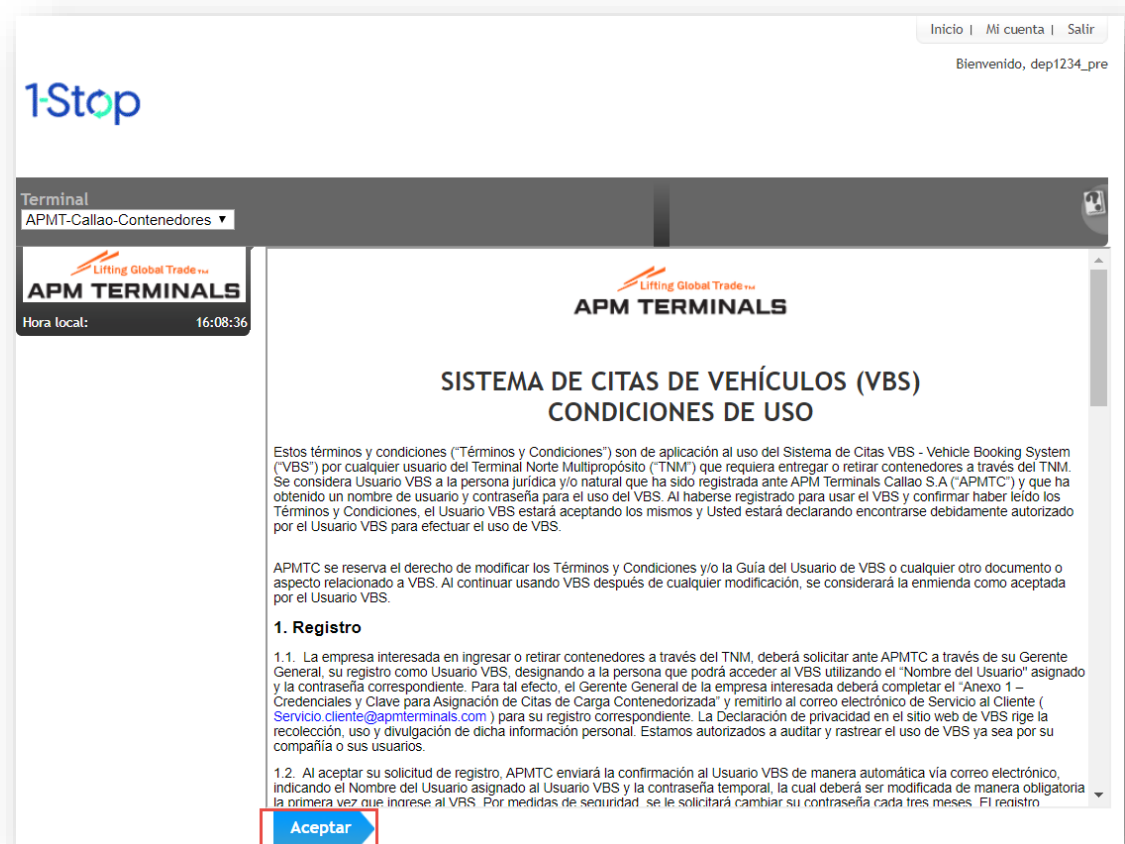 Inicio | Mi cuenta | Salir
Bienvenido, dep1234_pre
1-Stop
Terminal
APMT-Callao-Contenedores
Lifting Global Trade™
APM TERMINALS
Hora local: 16:08:36
Lifting Global Trade™
APM TERMINALS
SISTEMA DE CITAS DE VEHÍCULOS (VBS)
CONDICIONES DE USO
Estos términos y condiciones (“Términos y Condiciones”) son de aplicación al uso del Sistema de Citas VBS - Vehicle Booking System
(“VBS”) por cualquier usuario del Terminal Norte Multipropósito (“TNM”) que requiera entregar o retirar contenedores a través del TNM.
Se considera Usuario VBS a la persona jurídica y/o natural que ha sido registrada ante APM Terminals Callao S.A (“APMTC”) y que ha
obtenido un nombre de usuario y contraseña para el uso del VBS. Al haberse registrado para usar el VBS y confirmar haber leído los
Términos y Condiciones, el Usuario VBS estará aceptando los mismos y Usted estará declarando encontrarse debidamente autorizado
por el Usuario VBS para efectuar el uso de VBS.
APMTC se reserva el derecho de modificar los Términos y Condiciones y/o la Guía del Usuario de VBS o cualquier otro documento o
aspecto relacionado a VBS. Al continuar usando VBS después de cualquier modificación, se considerará la enmienda como aceptada
por el Usuario VBS.
1. Registro
1.1. La empresa interesada en ingresar o retirar contenedores a través del TNM, deberá solicitar ante APMTC a través de su Gerente
General, su registro como Usuario VBS, designando a la persona que podrá acceder al VBS utilizando el “Nombre del Usuario" asignado
y la contraseña correspondiente. Para tal efecto, el Gerente General de la empresa interesada deberá completar el “Anexo 1 –
Credenciales y Clave para Asignación de Citas de Carga Contenedorizada” y remitirlo al correo electrónico de Servicio al Cliente (
Servicio.cliente@apmterminals.com ) para su registro correspondiente. La Declaración de privacidad en el sitio web de VBS rige la
recolección, uso y divulgación de dicha información personal. Estamos autorizados a auditar y rastrear el uso de VBS ya sea por su
compañía o sus usuarios.
1.2. Al aceptar su solicitud de registro, APMTC enviará la confirmación al Usuario VBS de manera automática vía correo electrónico,
indicando el Nombre del Usuario asignado al Usuario VBS y la contraseña temporal, la cual deberá ser modificada de manera obligatoria
la primera vez que ingrese al VBS. Por medidas de seguridad, se le solicitará cambiar su contraseña cada tres meses. El registro
Aceptar